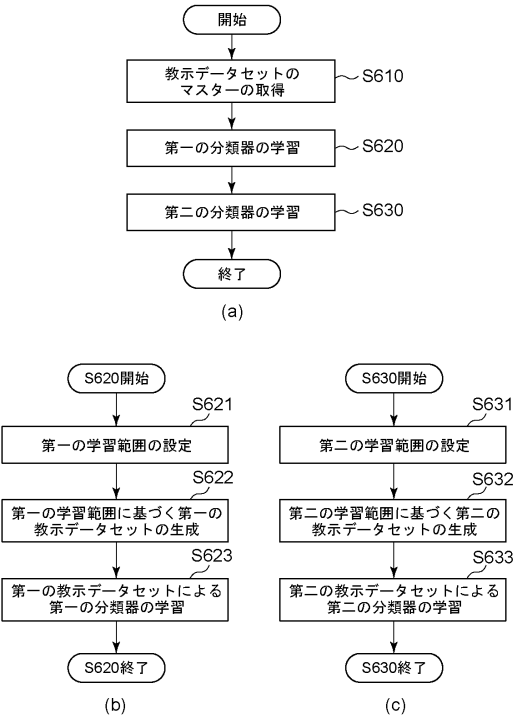 開始
教示データセットの
マスターの取得
S610
第一の分類器の学習
S620
第二の分類器の学習
S630
終了
(a)
S620開始
S621
第一の学習範囲の設定
S622
第一の学習範囲に基づく第一の
教示データセットの生成
S623
第一の教示データセットによる
第一の分類器の学習
S620終了
(b)
S630開始
S631
第二の学習範囲の設定
S632
第二の学習範囲に基づく第二の
教示データセットの生成
S633
第二の教示データセットによる
第二の分類器の学習
S630終了
(c)